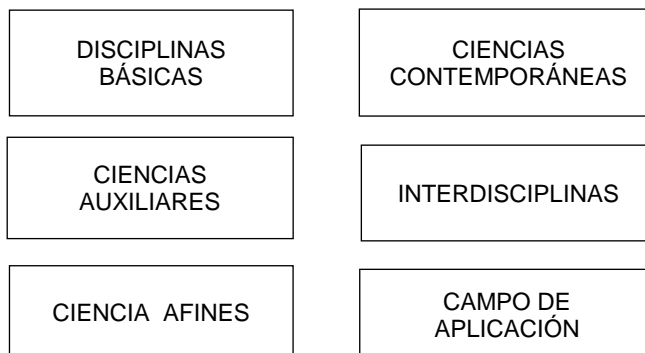 DISCIPLINAS
BÁSICAS
CIENCIAS
CONTEMPORÁNEAS
CIENCIAS
AUXILIARES
INTERDISCIPLINAS
CIENCIA  AFINES
CAMPO DE
APLICACIÓN